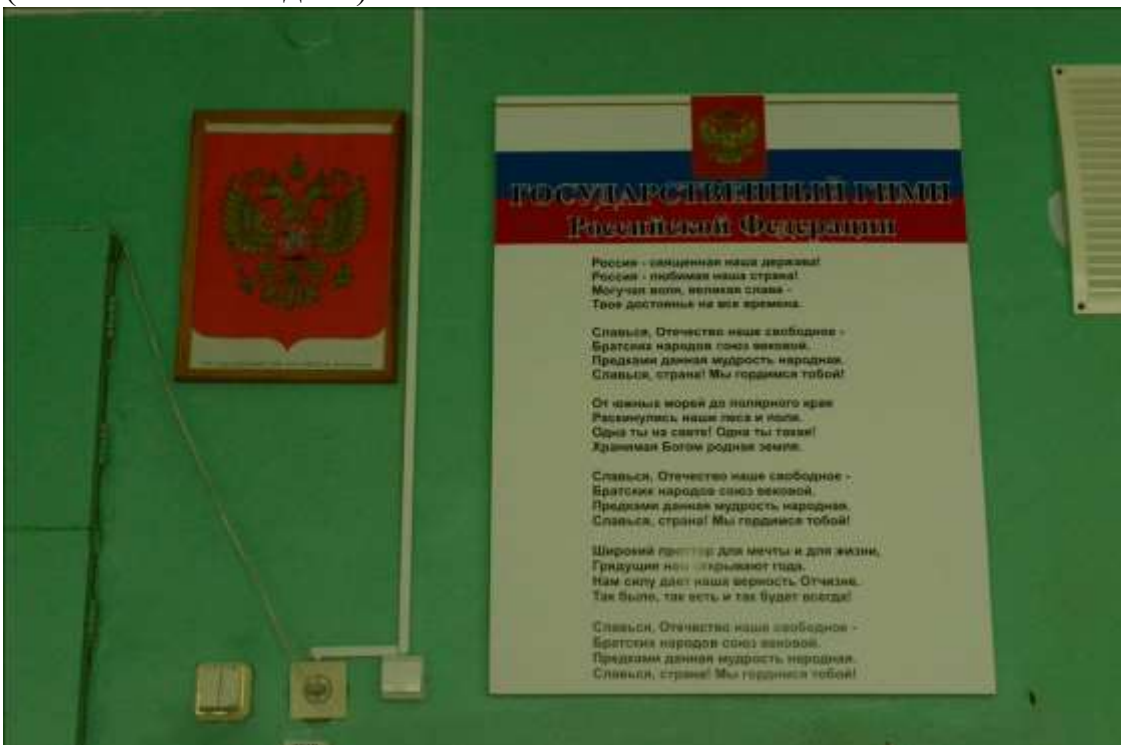 ГОСУДАРСТВЕННЫЙ ГИМН
Российской Федерации
Россия - священная наша держава!
Россия - любимая наша страна!
Могучая воля, великая слава -
Твое достоянье на все времена.
Славься, Отечество наше свободное -
Братских народов союз вековой.
Предками данная мудрость народная.
Славься, страна! Мы гордимся тобой!
От южных морей до полярного края
Раскинулись наши леса и поля.
Одна ты на свете! Одна ты такая!
Хранимая Богом родная земля.
Славься, Отечество наше свободное -
Братских народов союз вековой.
Предками данная мудрость народная.
Славься, страна! Мы гордимся тобой!
Широкий простор для мечты и для жизни,
Грядущие нам открывают года.
Нам силу дает наша верность Отчизне.
Так было, так есть и так будет всегда!
Славься, Отечество наше свободное -
Братских народов союз вековой.
Предками данная мудрость народная.
Славься, страна! Мы гордимся тобой!